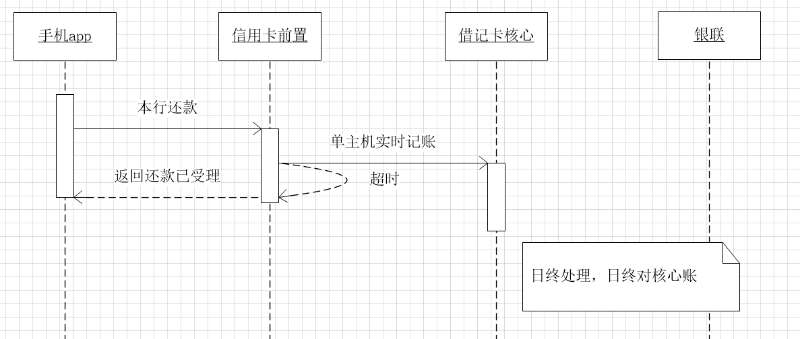 手机app
信用卡前置
借记卡核心
银联
本行还款
单主机实时记账
返回还款已受理
超时
日终处理，日终对核心账